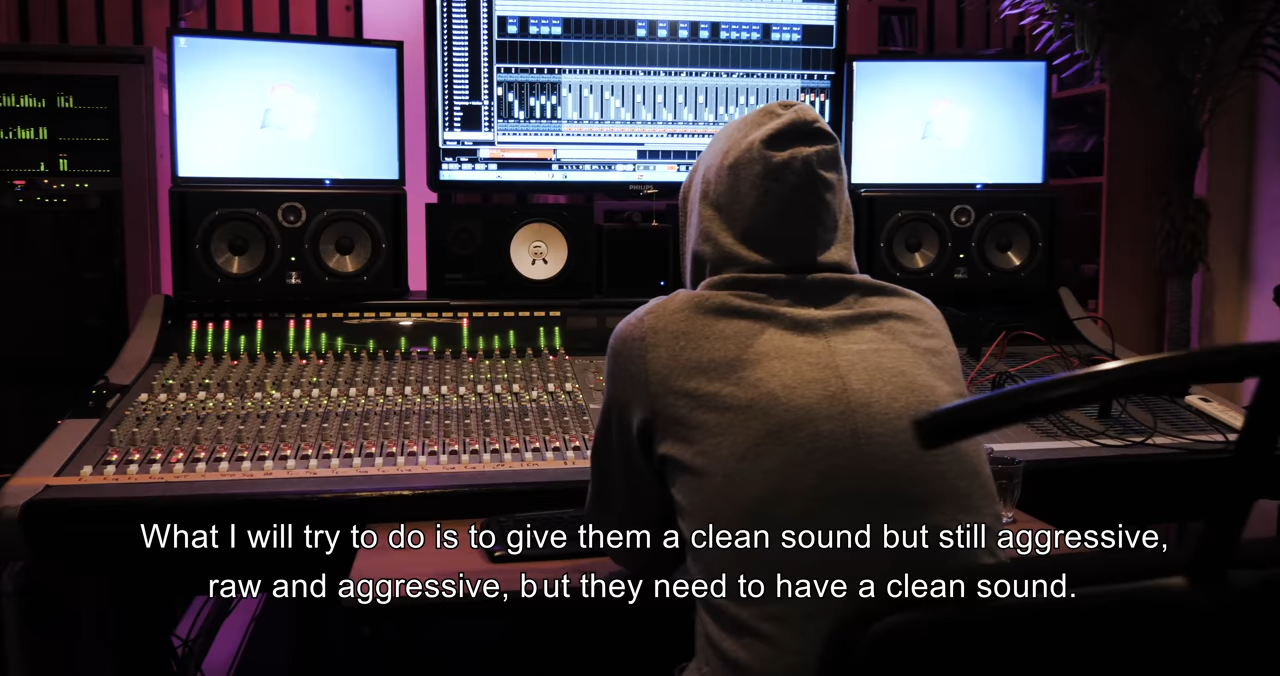 PHILIPS
What I will try to do is to give them a clean sound but still aggressive,
raw and aggressive, but they need to have a clean sound.